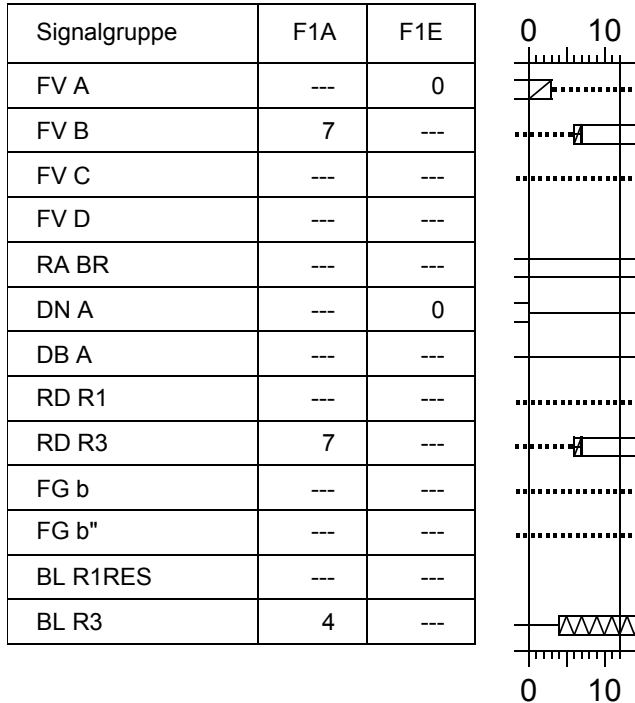 Signalgruppe F1A F1E 0 10
FV A --- 0
FV B 7 ---
FV C --- ---
FV D --- ---
RA BR --- ---
DN A --- 0
DB A --- ---
RD R1 --- ---
RD R3 7 ---
FG b --- ---
FG b" --- ---
BL R1RES --- ---
BL R3 4 ---
0 10